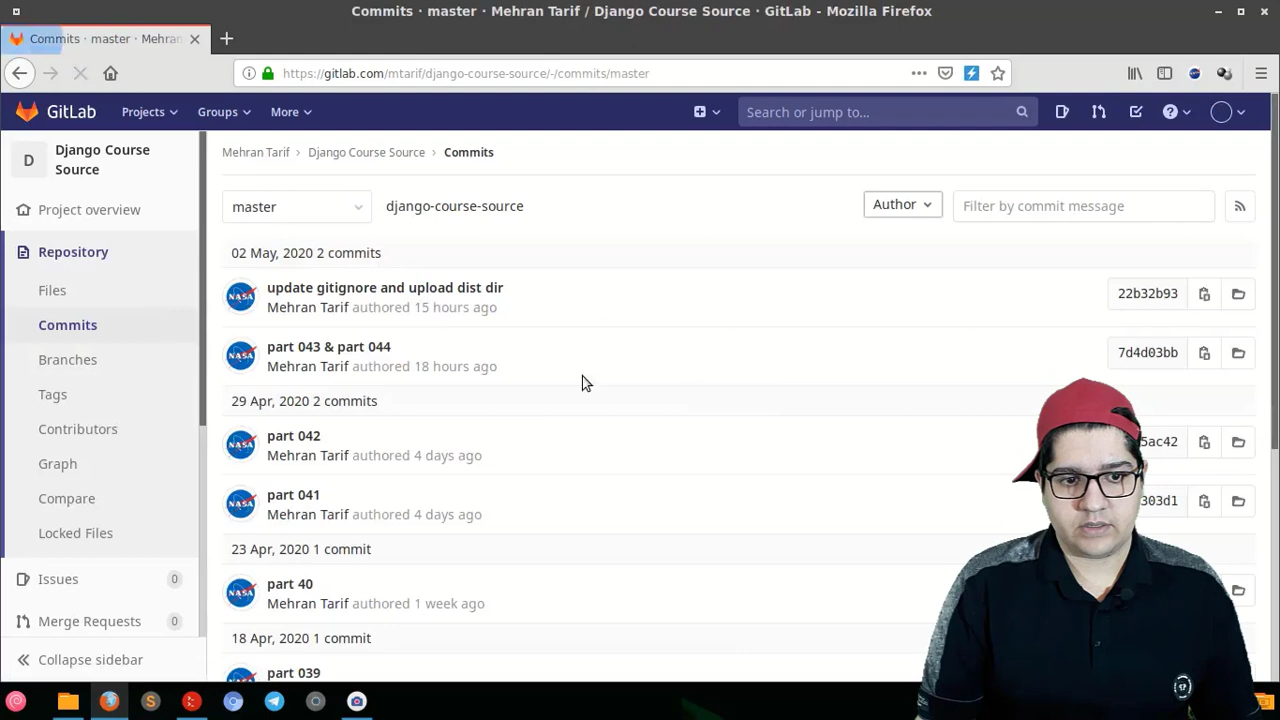 Commits · master · Mehran Tarif / Django Course Source · GitLab - Mozilla Firefox
Commits · master · Mehran
https://gitlab.com/mtarif/django-course-source/-/commits/master
GitLab
Projects
Groups
More
Search or jump to...
D
Django Course Source
Mehran Tarif › Django Course Source › Commits
Project overview
Repository
Files
Commits
Branches
Tags
Contributors
Graph
Compare
Locked Files
Issues 0
Merge Requests 0
Collapse sidebar
master
django-course-source
Author
Filter by commit message
02 May, 2020 2 commits
NASA
update gitignore and upload dist dir
Mehran Tarif authored 15 hours ago
22b32b93
NASA
part 043 & part 044
Mehran Tarif authored 18 hours ago
7d4d03bb
29 Apr, 2020 2 commits
NASA
part 042
Mehran Tarif authored 4 days ago
5ac42
NASA
part 041
Mehran Tarif authored 4 days ago
303d1
23 Apr, 2020 1 commit
NASA
part 40
Mehran Tarif authored 1 week ago
18 Apr, 2020 1 commit
part 039